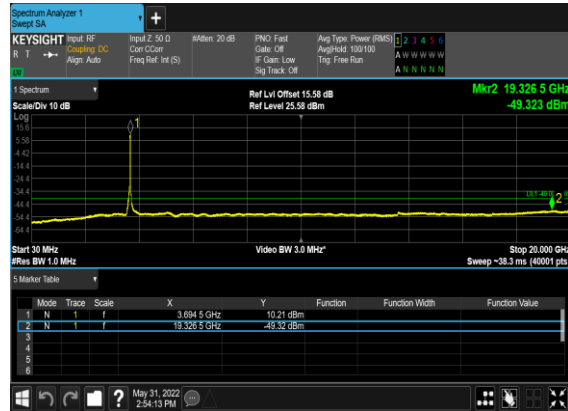 Spectrum Analyzer 1
Swept SA
+
KEYSIGHT Input: RF Input Z: 50 Ω #Atten: 20 dB PNO: Fast Avg Type: Power (RMS) 1 2 3 4 5 6
R T Coupling: DC Corr CCorr Gate: Off Avg|Hold: 100/100 A W W W W W
Align: Auto Freq Ref: Int (S) IF Gain: Low Trig: Free Run
Sig Track: Off A N N N N N
1 Spectrum Mkr2 19.326 5 GHz
Ref Lvl Offset 15.58 dB
Scale/Div 10 dB Ref Level 25.58 dBm -49.323 dBm
Log
15.6
5.58
-4.42
-14.4
-24.4
-34.4
-44.4
-54.4
-64.4
1
2
Start 30 MHz Video BW 3.0 MHz* Stop 20.000 GHz
#Res BW 1.0 MHz Sweep ~38.3 ms (40001 pts
5 Marker Table
Mode Trace Scale X Y Function Function Width Function Value
1 N 1 f 3.694 5 GHz 10.21 dBm
2 N 1 f 19.326 5 GHz -49.32 dBm
3
4
5
6
? May 31, 2022
2:54:13 PM